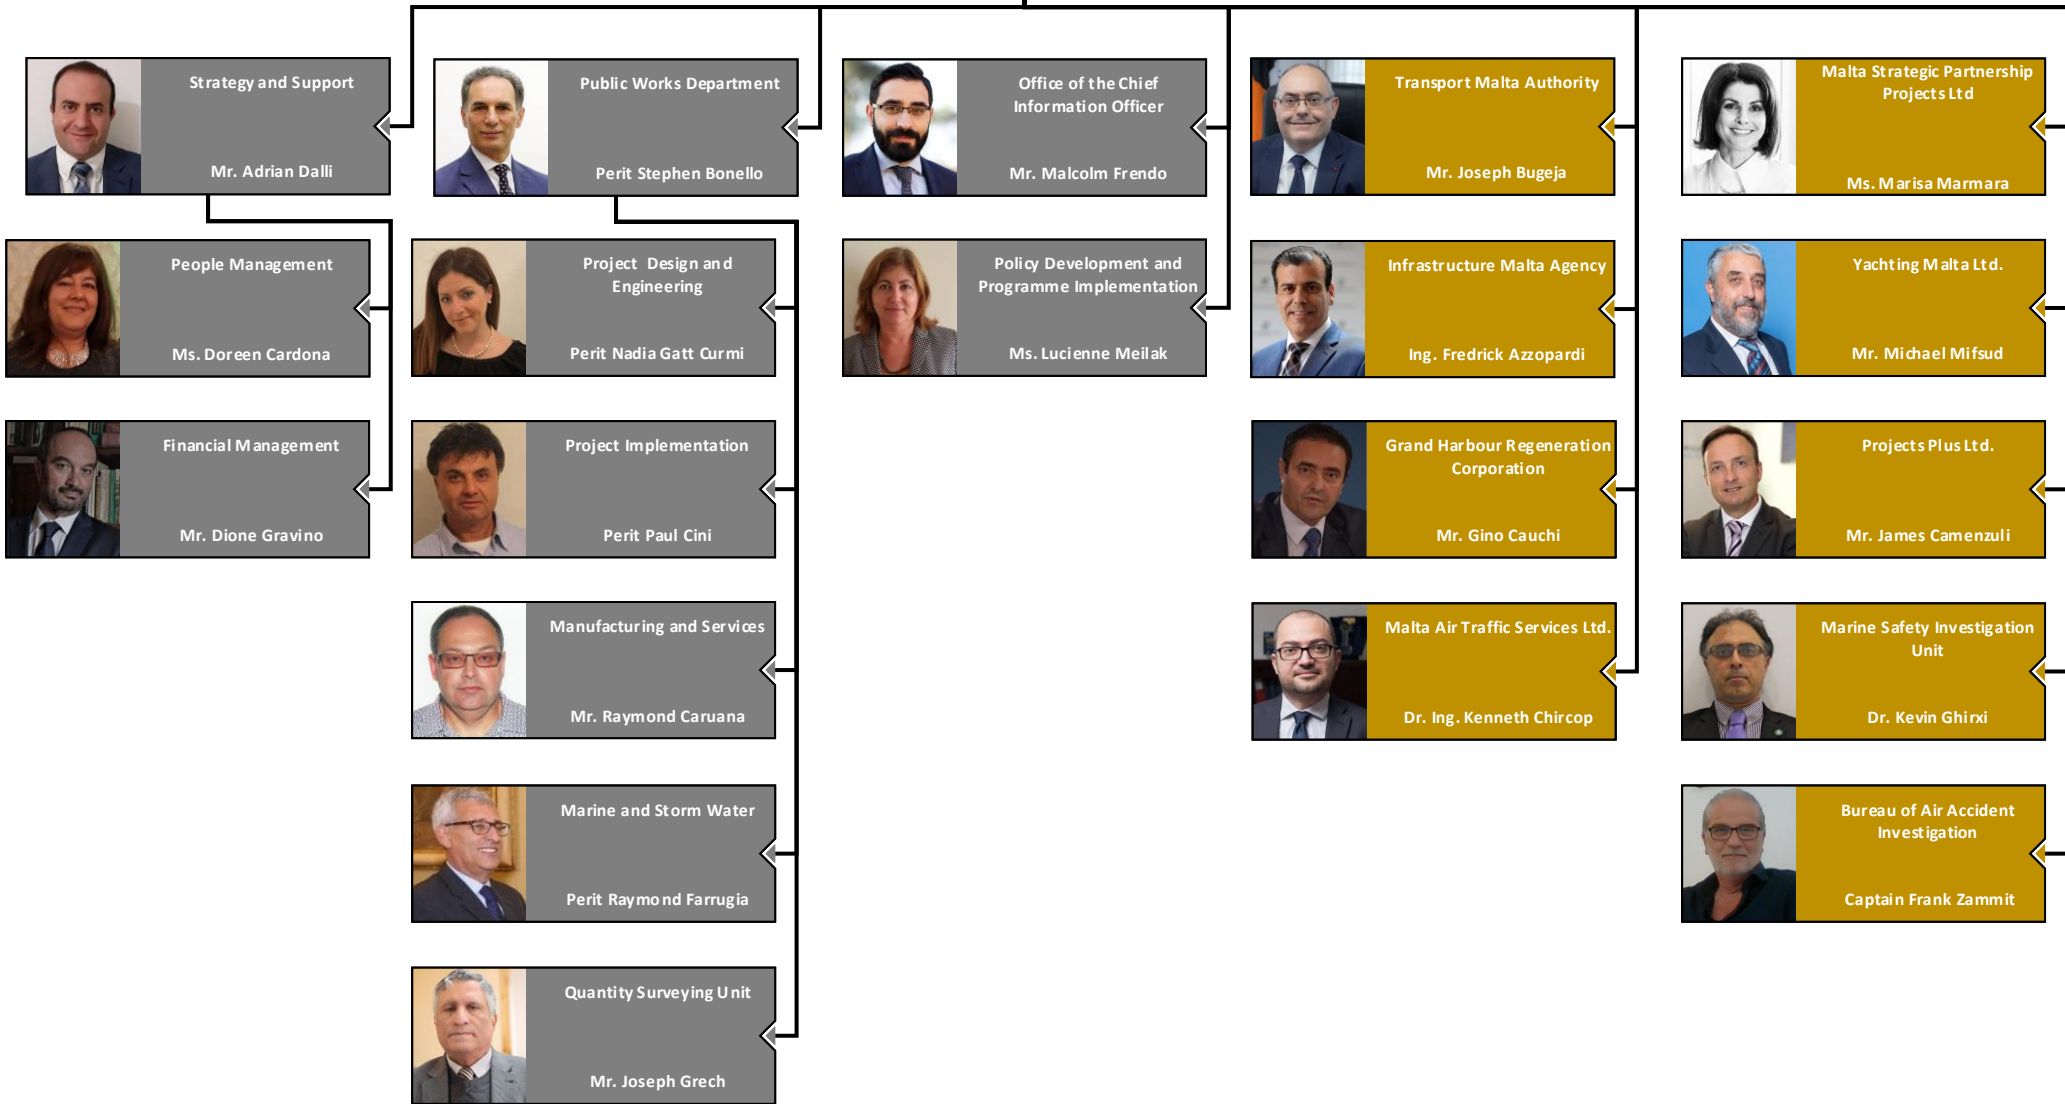 Strategy and Support
Mr. Adrian Dalli
People Management
Ms. Doreen Cardona
Financial Management
Mr. Dione Gravino
Public Works Department
Perit Stephen Bonello
Project Design and
Engineering
Perit Nadia Gatt Curmi
Project Implementation
Perit Paul Cini
Manufacturing and Services
Mr. Raymond Caruana
Marine and Storm Water
Perit Raymond Farrugia
Quantity Surveying Unit
Mr. Joseph Grech
Office of the Chief
Information Officer
Mr. Malcolm Frendo
Policy Development and
Programme Implementation
Ms. Lucienne Meilak
Transport Malta Authority
Mr. Joseph Bugeja
Infrastructure Malta Agency
Ing. Fredrick Azzopardi
Grand Harbour Regeneration
Corporation
Mr. Gino Cauchi
Malta Air Traffic Services Ltd.
Dr. Ing. Kenneth Chircop
Malta Strategic Partnership
Projects Ltd
Ms. Marisa Marmara
Yachting Malta Ltd.
Mr. Michael Mifsud
Projects Plus Ltd.
Mr. James Camenzuli
Marine Safety Investigation
Unit
Dr. Kevin Ghirxi
Bureau of Air Accident
Investigation
Captain Frank Zammit